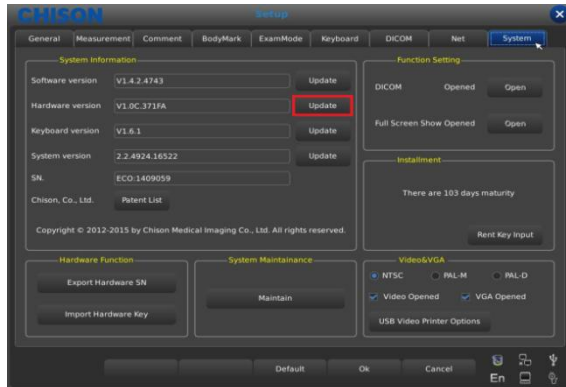 CHISON
Setup
General Measurement Comment BodyMark ExamMode Keyboard DICOM Net System
System Information
Software version V1.4.2.4743 Update
Hardware version V1.0C.371FA Update
Keyboard version V1.6.1 Update
System version 2.2.4924.16522 Update
SN. ECO:1409059
Chison, Co., Ltd. Patent List
Copyright © 2012-2015 by Chison Medical Imaging Co., Ltd. All rights reserved.
Function Setting
DICOM Opened Open
Full Screen Show Opened Open
Installment
There are 103 days maturity
Rent Key Input
Hardware Function
Export Hardware SN
Import Hardware Key
System Maintainance
Maintain
Video&VGA
NTSC PAL-M PAL-D
Video Opened VGA Opened
USB Video Printer Options
Default Ok Cancel
En